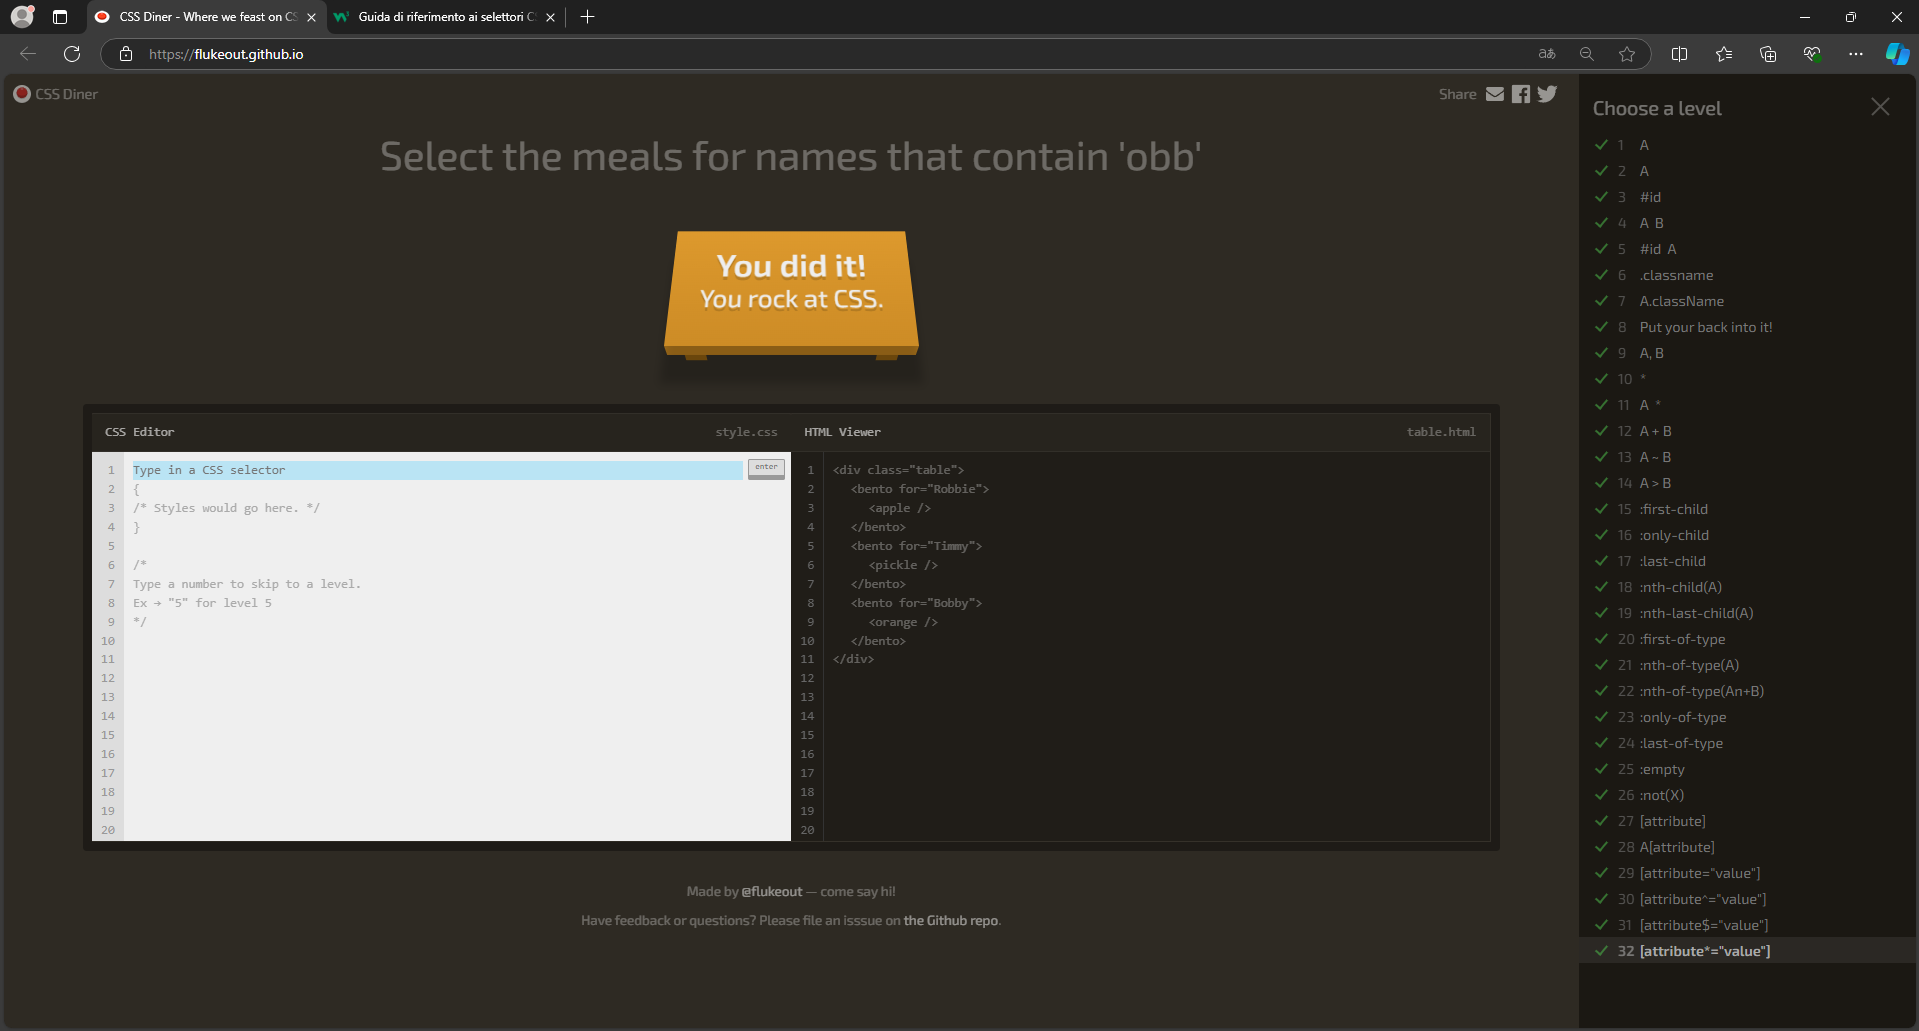 CSS Diner - Where we feast on CS
Guida di riferimento ai selettori C
https://flukeout.github.io
aあ
CSS Diner
Share
Select the meals for names that contain 'obb'
You did it!
You rock at CSS.
CSS Editor
style.css
HTML Viewer
table.html
1 Type in a CSS selector
enter
2 {
3 /* Styles would go here. */
4 }
5
6 /*
7 Type a number to skip to a level.
8 Ex → "5" for level 5
9 */
10
11
12
13
14
15
16
17
18
19
20
1 <div class="table">
2 <bento for="Robbie">
3 <apple />
4 </bento>
5 <bento for="Timmy">
6 <pickle />
7 </bento>
8 <bento for="Bobby">
9 <orange />
10 </bento>
11 </div>
12
13
14
15
16
17
18
19
20
Made by @flukeout — come say hi!
Have feedback or questions? Please file an isssue on the Github repo.
Choose a level
1 A
2 A
3 #id
4 A B
5 #id A
6 .classname
7 A.className
8 Put your back into it!
9 A, B
10 *
11 A *
12 A + B
13 A ~ B
14 A > B
15 :first-child
16 :only-child
17 :last-child
18 :nth-child(A)
19 :nth-last-child(A)
20 :first-of-type
21 :nth-of-type(A)
22 :nth-of-type(An+B)
23 :only-of-type
24 :last-of-type
25 :empty
26 :not(X)
27 [attribute]
28 A[attribute]
29 [attribute="value"]
30 [attribute^="value"]
31 [attribute$="value"]
32 [attribute*="value"]